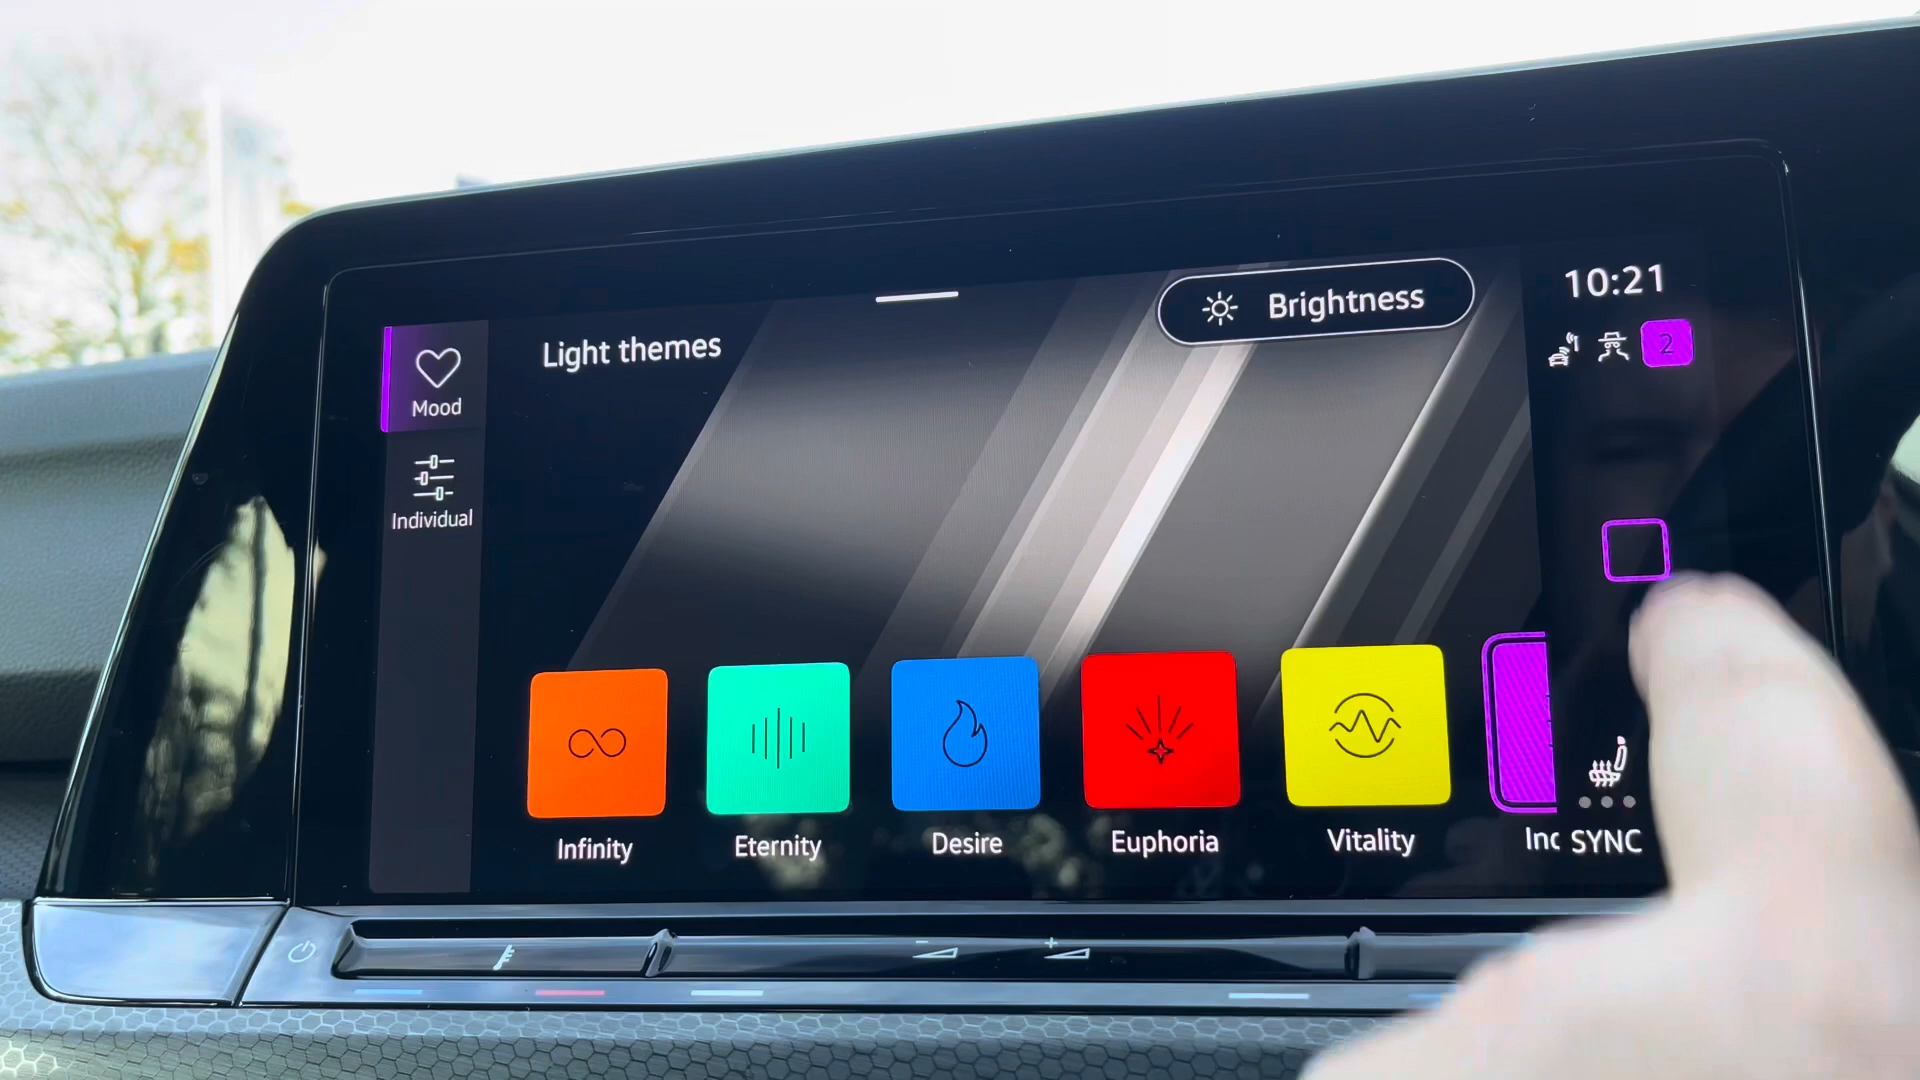 10:21
Brightness
Light themes
2
Mood
Individual
Infinity
Eternity
Desire
Euphoria
Vitality
Inc
SYNC